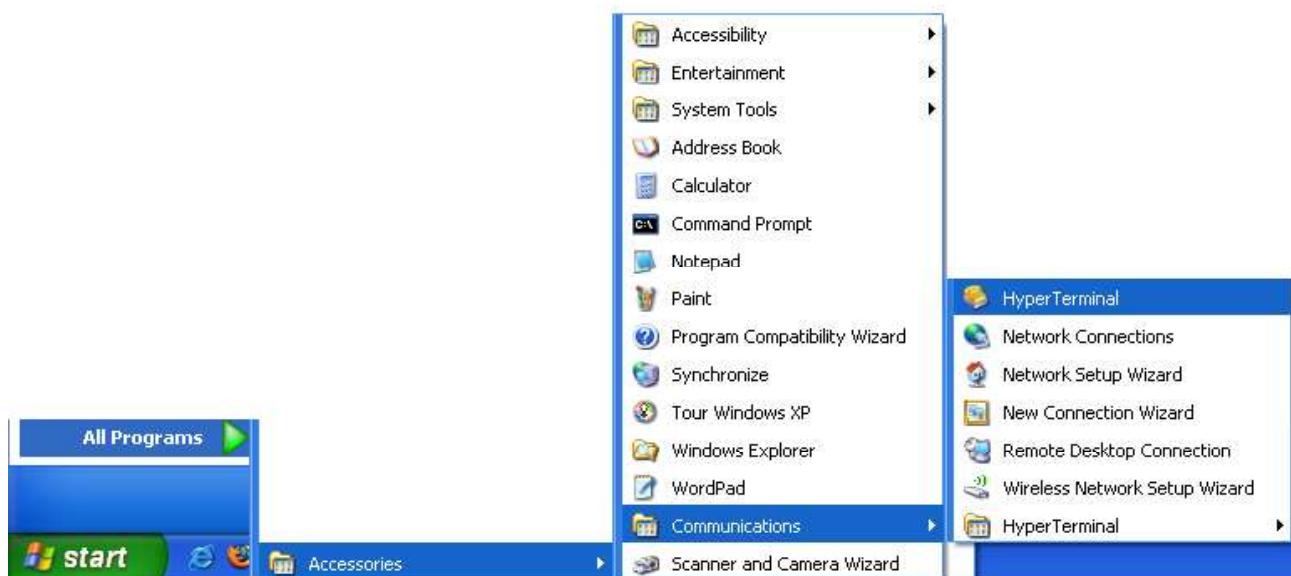 Accessibility
Entertainment
System Tools
Address Book
Calculator
C:\
Command Prompt
Notepad
Paint
Program Compatibility Wizard
Synchronize
Tour Windows XP
Windows Explorer
WordPad
Communications
Scanner and Camera Wizard
HyperTerminal
Network Connections
Network Setup Wizard
New Connection Wizard
Remote Desktop Connection
Wireless Network Setup Wizard
HyperTerminal
All Programs
start
Accessories